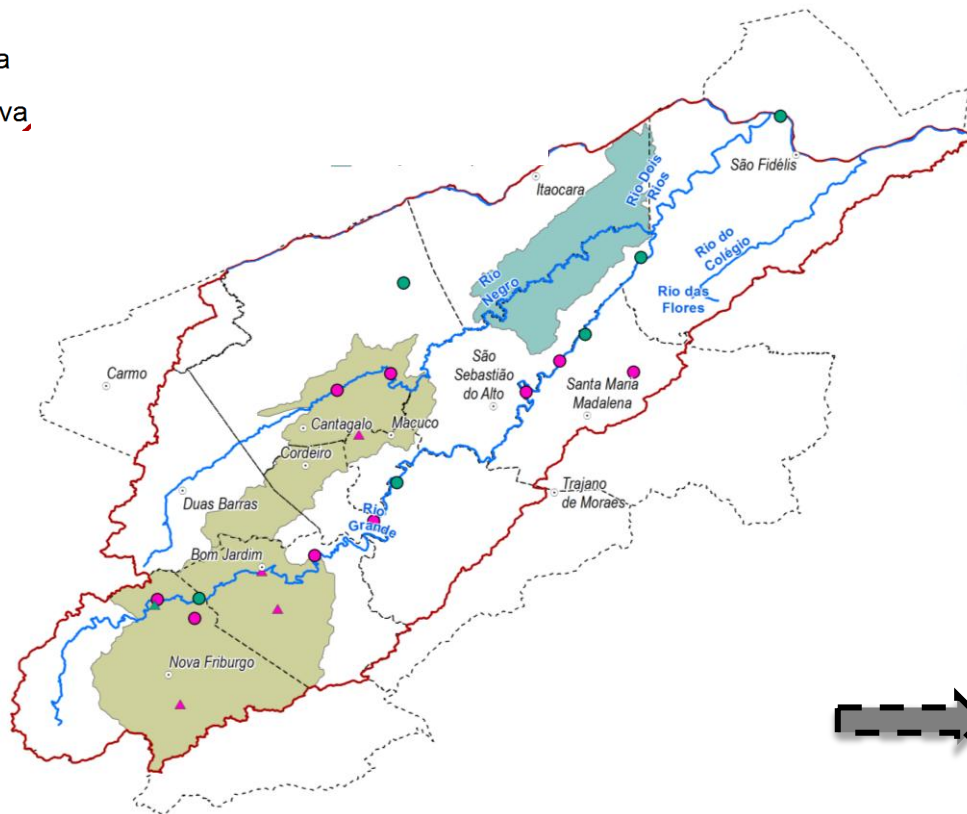 a
va
São Fidélis
Itaocara
Rio Dois
Rios
Rio do
Colégio
Rio
Negro
Rio das
Flores
Carmo
São
Sebastião
do Alto
Santa Maria
Madalena
Cantagalo
Macuco
Cordeiro
Trajano
de Moraes
Duas Barras
Rio
Grande
Bom Jardim
Nova Friburgo